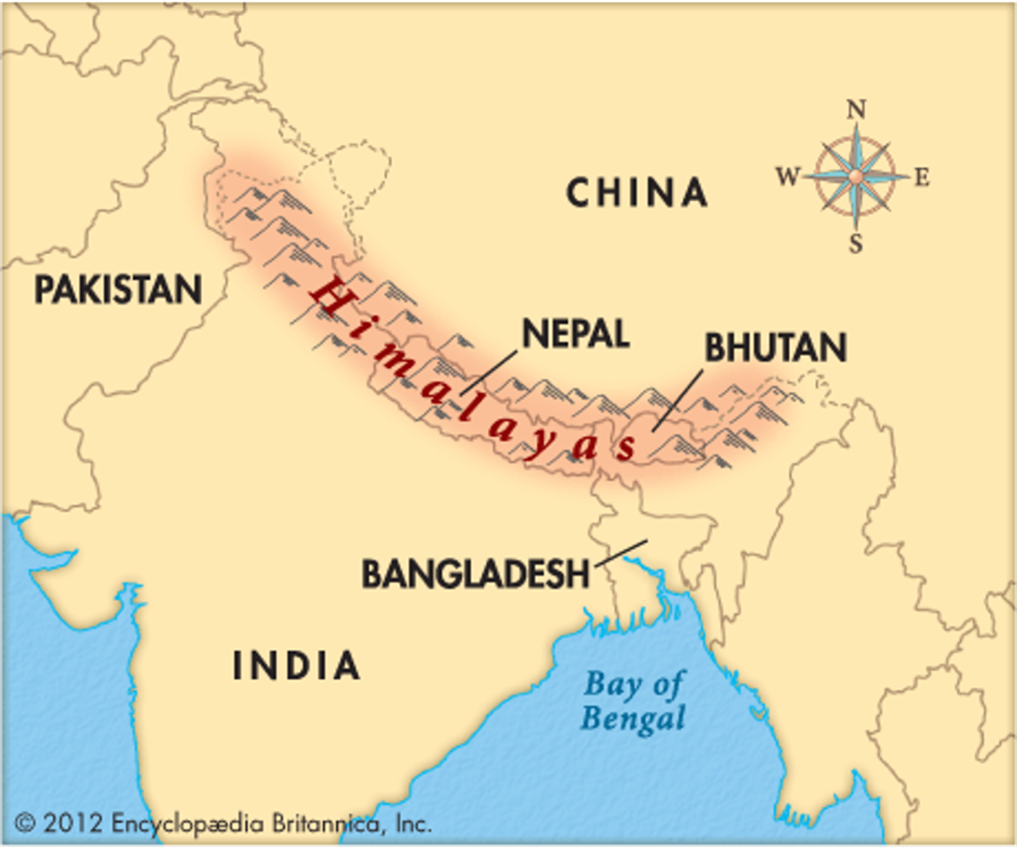 N
W E
S
CHINA
PAKISTAN
Himalayas
NEPAL
BHUTAN
BANGLADESH
INDIA
Bay of
Bengal
© 2012 Encyclopædia Britannica, Inc.